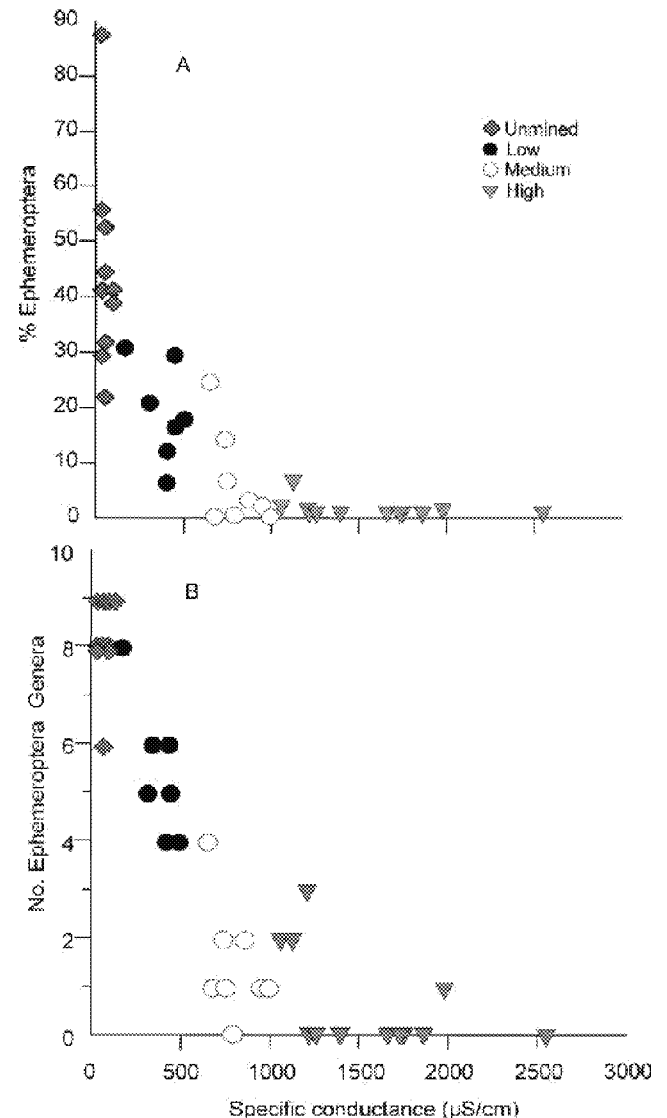 90
80
70
60
50
40
30
20
10
0
% Ephemeroptera
A
Unmined
Low
Medium
High
10
8
6
4
2
0
No. Ephemeroptera Genera
B
0 500 1000 1500 2000 2500 3000
Specific conductance (µS/cm)